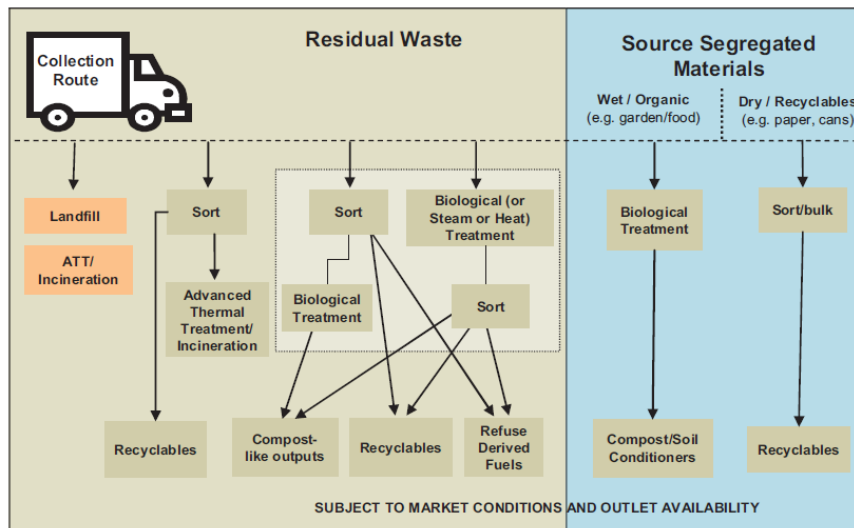 Collection
Route
Residual Waste
Source Segregated
Materials
Wet / Organic
(e.g. garden/food)
Dry / Recyclables
(e.g. paper, cans)
Landfill
ATT/
Incineration
Sort
Advanced
Thermal
Treatment/
Incineration
Sort
Biological
Treatment
Biological (or
Steam or Heat)
Treatment
Sort
Biological
Treatment
Sort/bulk
Recyclables
Compost-
like outputs
Recyclables
Refuse
Derived
Fuels
Compost/Soil
Conditioners
Recyclables
SUBJECT TO MARKET CONDITIONS AND OUTLET AVAILABILITY